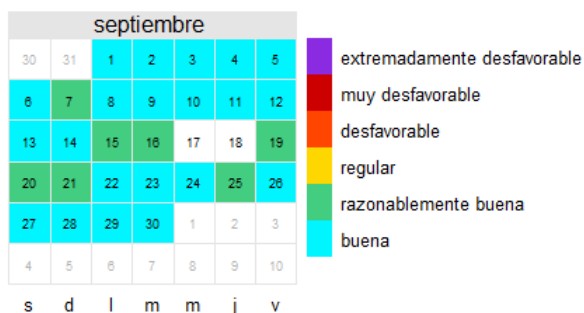 septiembre
30 31 1 2 3 4 5
6 7 8 9 10 11 12
13 14 15 16 17 18 19
20 21 22 23 24 25 26
27 28 29 30 1 2 3
4 5 6 7 8 9 10
s d l m m j v
extremadamente desfavorable
muy desfavorable
desfavorable
regular
razonablemente buena
buena